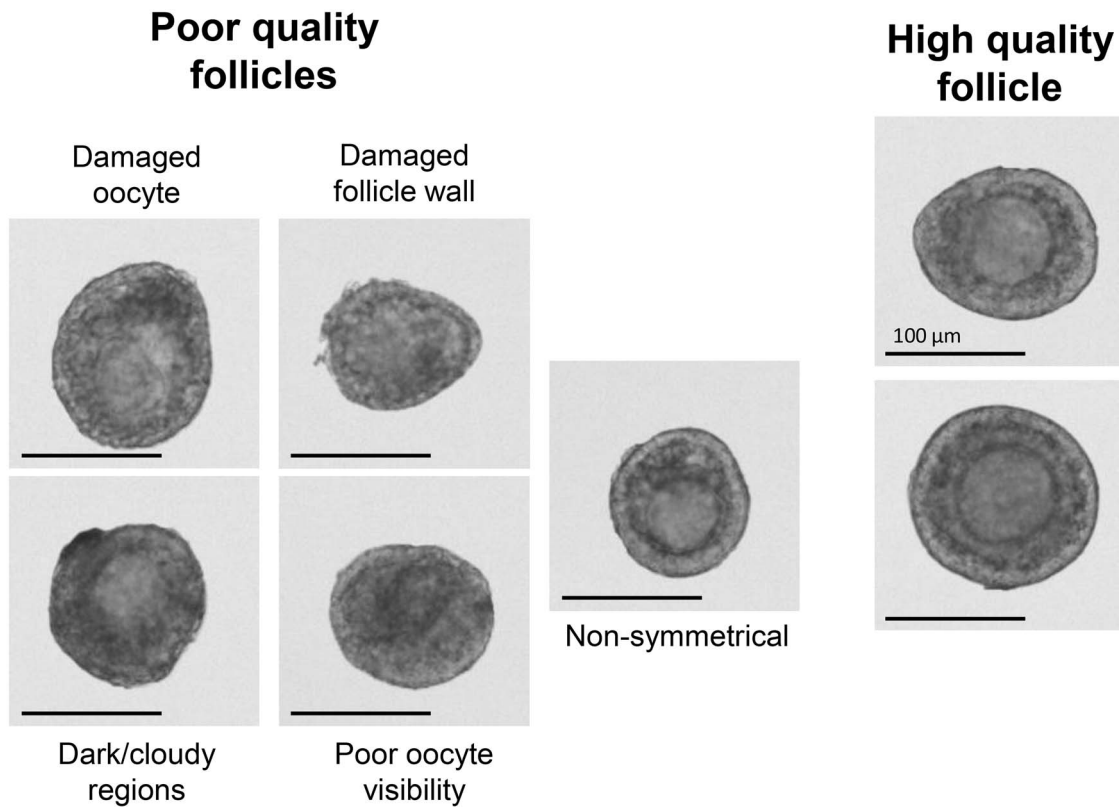 Poor quality
follicles
High quality
follicle
Damaged
oocyte
Damaged
follicle wall
100 µm
Non-symmetrical
Dark/cloudy
regions
Poor oocyte
visibility